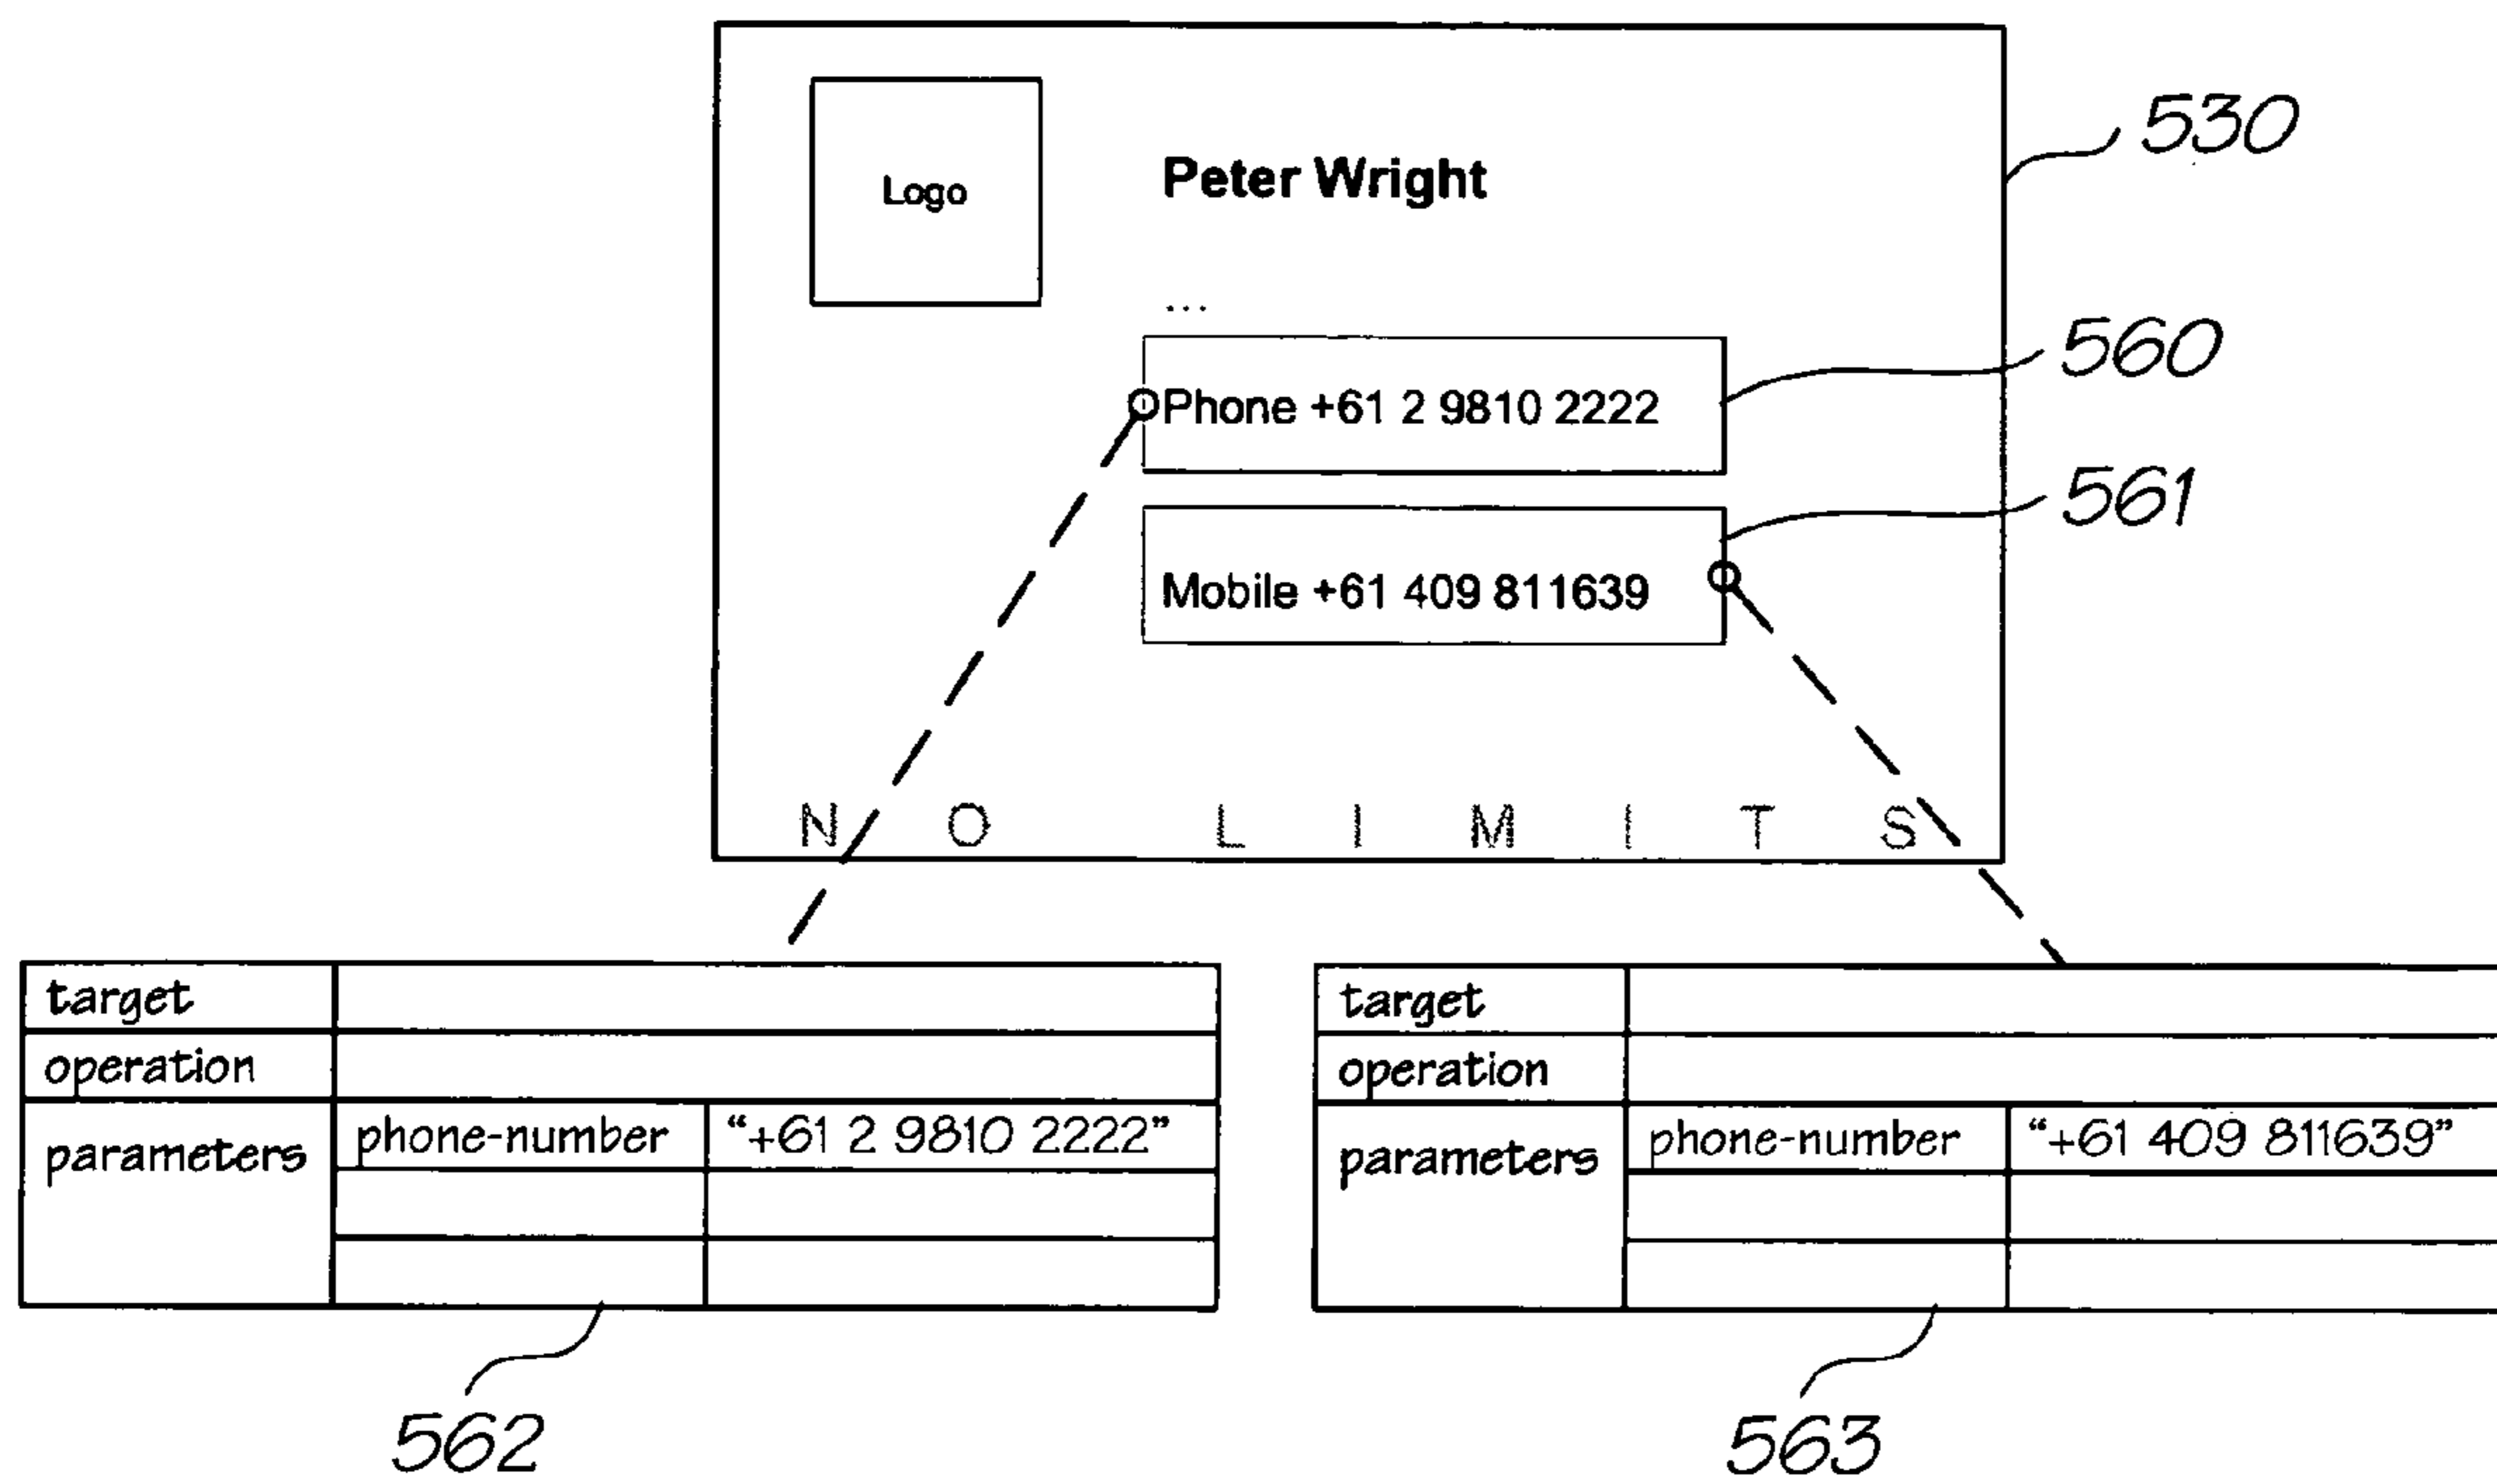 Logo
Peter Wright
530
...
560
Phone +61 2 9810 2222
561
Mobile +61 409 811639
N O L I M I T S
target
operation
parameters phone-number “+61 2 9810 2222”
562
target
operation
parameters phone-number “+61 409 811639”
563